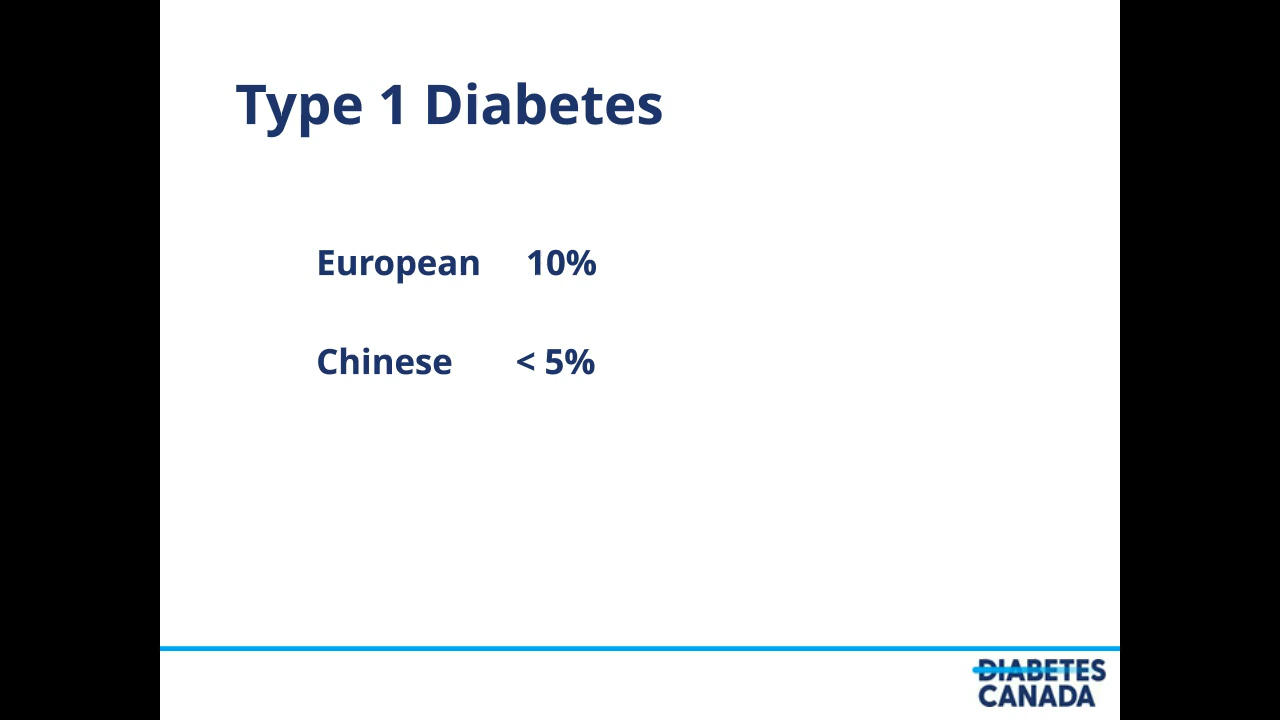 Type 1 Diabetes
European 10%
Chinese < 5%
DIABETES
CANADA